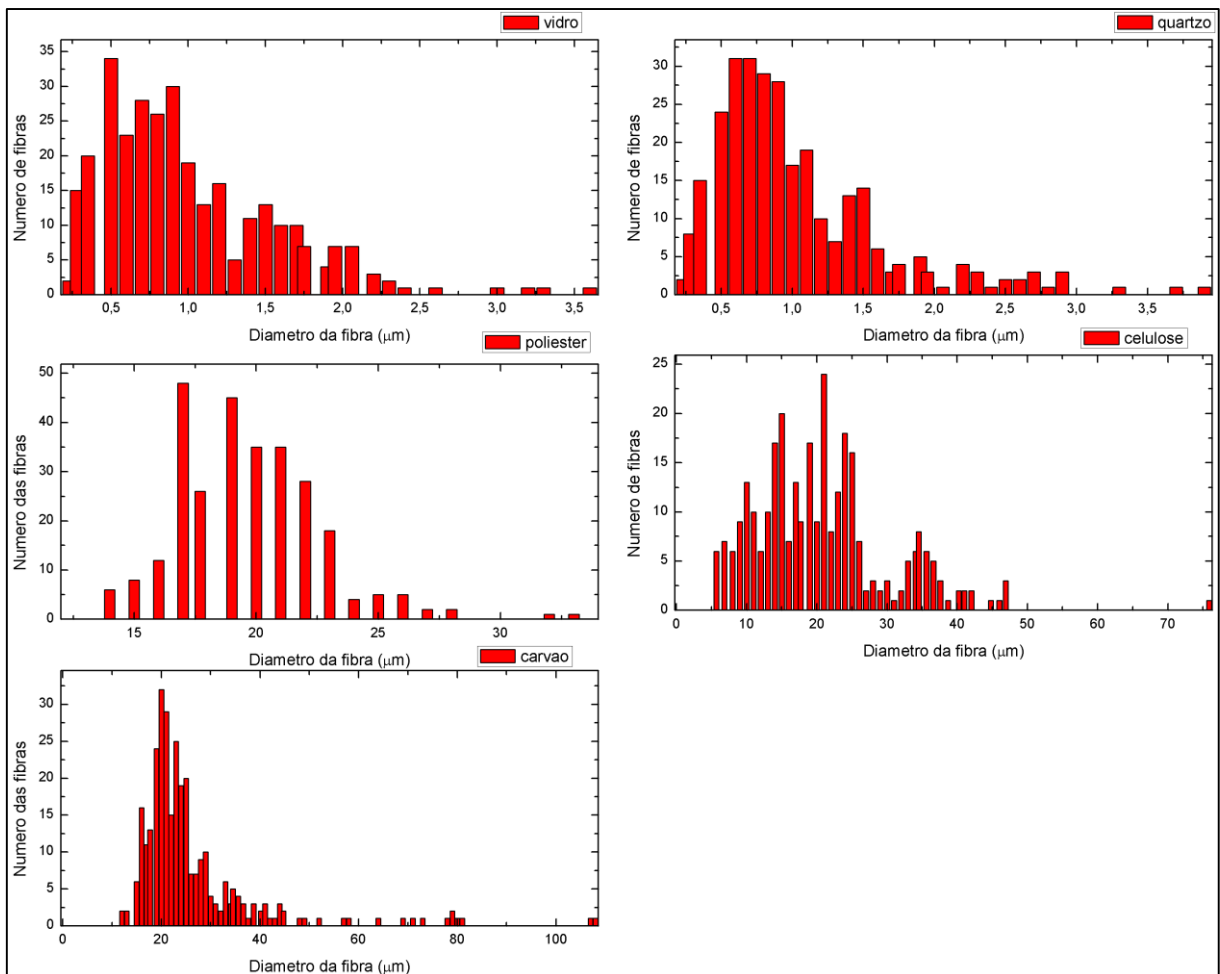 vidro
35
30
25
20
15
10
5
0
Numero de fibras
0,5 1,0 1,5 2,0 2,5 3,0 3,5
Diametro da fibra (μm)
quartzo
30
25
20
15
10
5
0
Numero de fibras
0,5 1,0 1,5 2,0 2,5 3,0 3,5
Diametro da fibra (μm)
poliester
50
40
30
20
10
0
Numero das fibras
15 20 25 30
Diametro da fibra (μm)
celulose
25
20
15
10
5
0
Numero de fibras
0 10 20 30 40 50 60 70
Diametro da fibra (μm)
carvao
30
25
20
15
10
5
0
Numero das fibras
0 20 40 60 80 100
Diametro da fibra (μm)